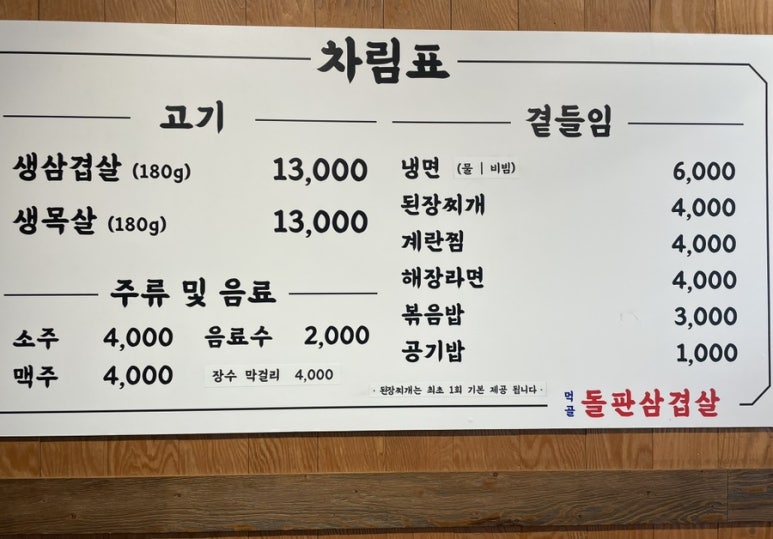 차림표
고기
생삼겹살 (180g) 13,000
생목살 (180g) 13,000
주류 및 음료
소주 4,000 음료수 2,000
맥주 4,000 장수 막걸리 4,000
곁들임
냉면 (물 | 비빔) 6,000
된장찌개 4,000
계란찜 4,000
해장라면 4,000
볶음밥 3,000
공기밥 1,000
· 된장찌개는 최초 1회 기본 제공 됩니다 ·
먹골 돌판삼겹살